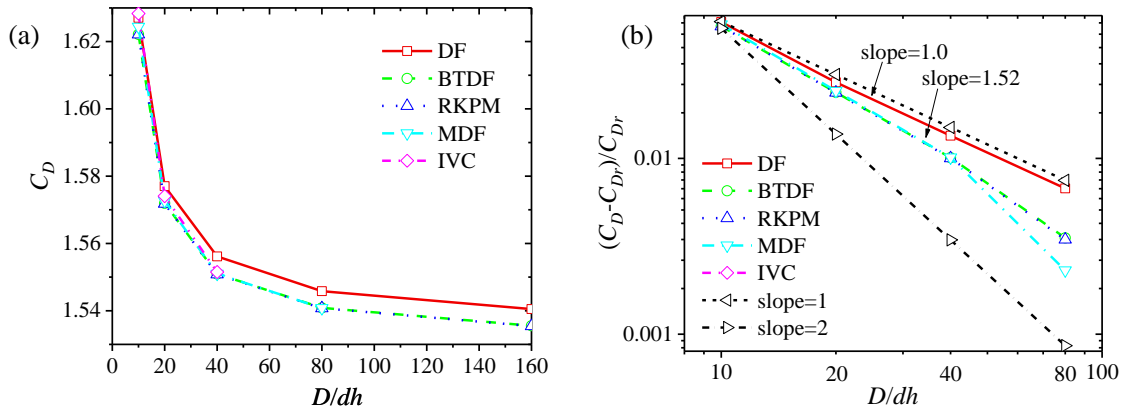 (a)
C_D
1.62
1.60
1.58
1.56
1.54
0 20 40 60 80 100 120 140 160
D/dh
DF
BTDF
RKPM
MDF
IVC
(b)
(C_D-C_Dr)/C_Dr
0.01
0.001
10 20 40 60 80 100
D/dh
slope=1.0
slope=1.52
DF
BTDF
RKPM
MDF
IVC
slope=1
slope=2